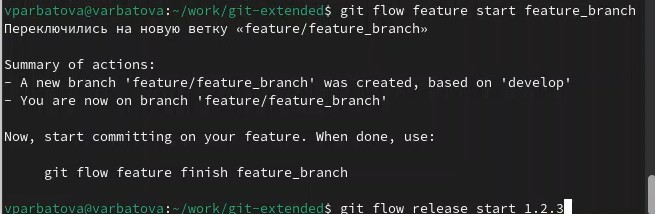 vparbatova@varbatova:~/work/git-extended$ git flow feature start feature_branch
Переключились на новую ветку «feature/feature_branch»
Summary of actions:
- A new branch 'feature/feature_branch' was created, based on 'develop'
- You are now on branch 'feature/feature_branch'
Now, start committing on your feature. When done, use:
git flow feature finish feature_branch
vparbatova@varbatova:~/work/git-extended$ git flow release start 1.2.3